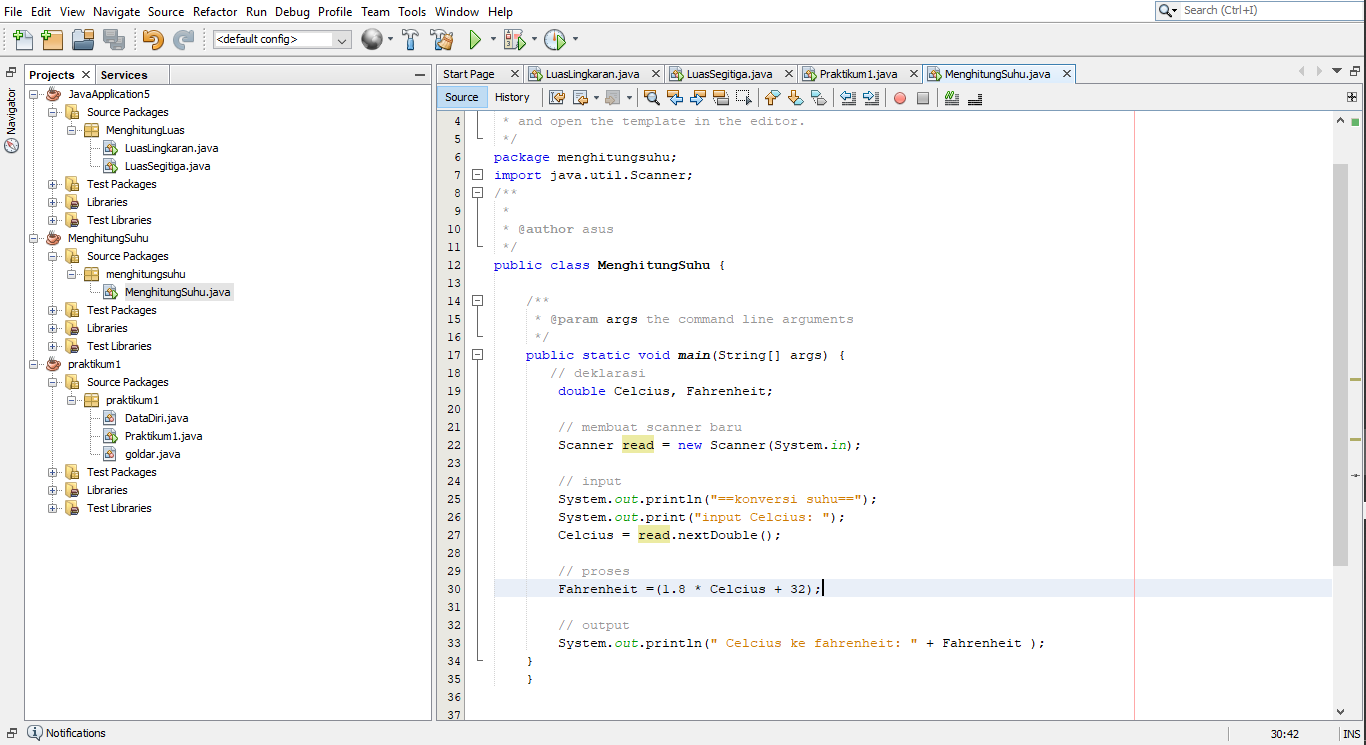 File Edit View Navigate Source Refactor Run Debug Profile Team Tools Window Help
Search (Ctrl+I)
<default config>
Projects Services
Start Page LuasLingkaran.java LuasSegitiga.java Praktikum1.java MenghitungSuhu.java
Navigator
Source History
JavaApplication5
Source Packages
MenghitungLuas
LuasLingkaran.java
LuasSegitiga.java
Test Packages
Libraries
Test Libraries
MenghitungSuhu
Source Packages
menghitungsuhu
MenghitungSuhu.java
Test Packages
Libraries
Test Libraries
praktikum1
Source Packages
praktikum1
DataDiri.java
Praktikum1.java
goldar.java
Test Packages
Libraries
Test Libraries
4 * and open the template in the editor.
5 */
6 package menghitungsuhu;
7 import java.util.Scanner;
8 /**
9 *
10 * @author asus
11 */
12 public class MenghitungSuhu {
13
14 /**
15 * @param args the command line arguments
16 */
17 public static void main(String[] args) {
18 // deklarasi
19 double Celcius, Fahrenheit;
20
21 // membuat scanner baru
22 Scanner read = new Scanner(System.in);
23
24 // input
25 System.out.println("==konversi suhu==");
26 System.out.print("input Celcius: ");
27 Celcius = read.nextDouble();
28
29 // proses
30 Fahrenheit =(1.8 * Celcius + 32);
31
32 // output
33 System.out.println(" Celcius ke fahrenheit: " + Fahrenheit );
34 }
35 }
36
37
Notifications
30:42 INS